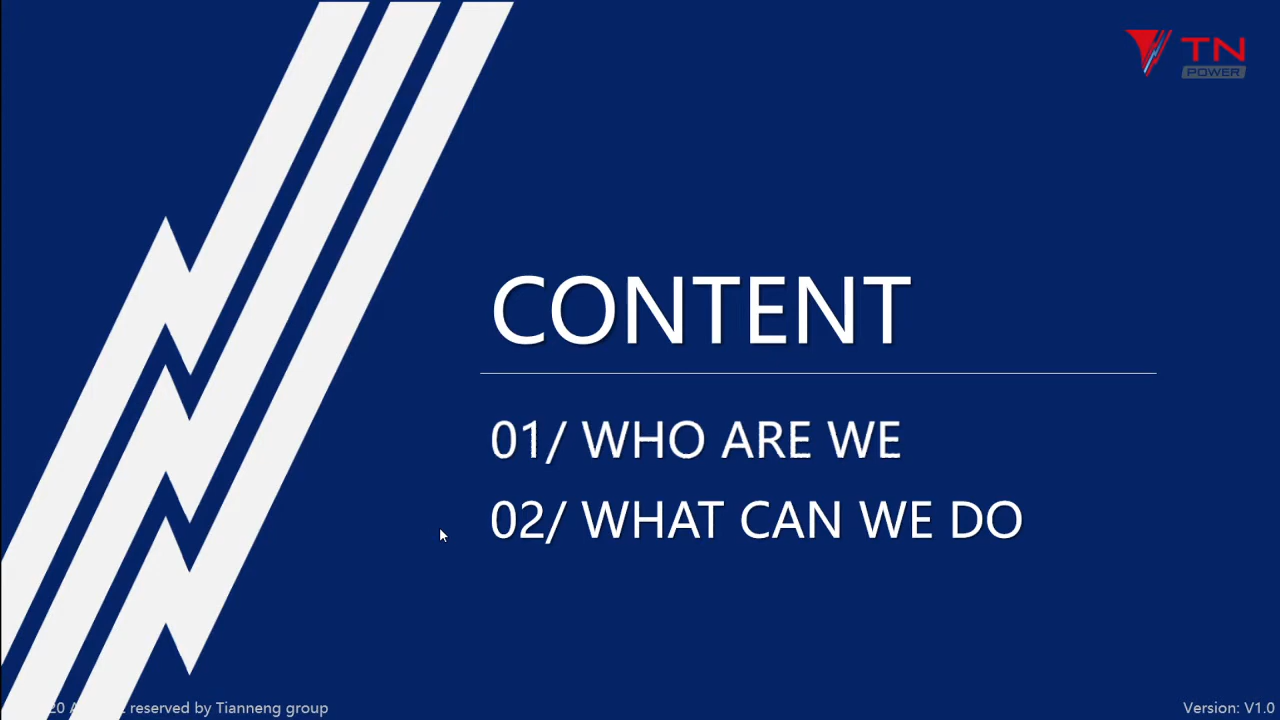 TN
POWER
CONTENT
01/ WHO ARE WE
02/ WHAT CAN WE DO
reserved by Tianneng group
Version: V1.0